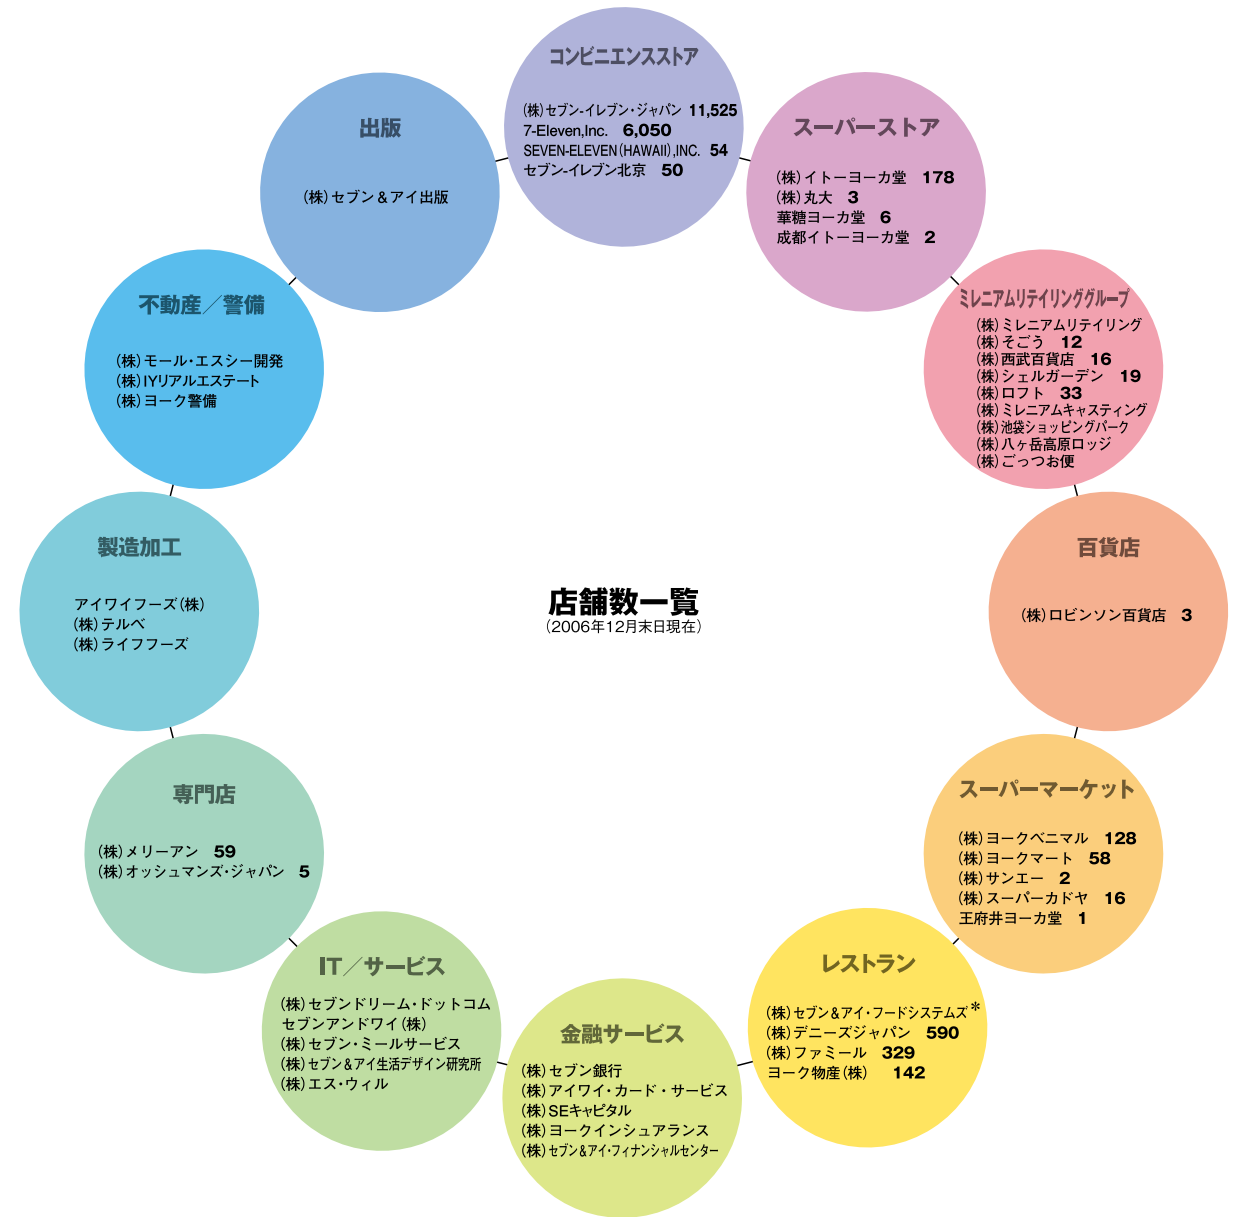 店舗数一覧
(2006年12月末日現在)
コンビニエンスストア
(株)セブン-イレブン・ジャパン 11,525
7-Eleven,Inc. 6,050
SEVEN-ELEVEN(HAWAII),INC. 54
セブン-イレブン北京 50
スーパーストア
(株)イトーヨーカ堂 178
(株)丸大 3
華糖ヨーカ堂 6
成都イトーヨーカ堂 2
ミレニアムリテイリンググループ
(株)ミレニアムリテイリング
(株)そごう 12
(株)西武百貨店 16
(株)シェルガーデン 19
(株)ロフト 33
(株)ミレニアムキャスティング
(株)池袋ショッピングパーク
(株)八ヶ岳高原ロッジ
(株)ごっつお便
百貨店
(株)ロビンソン百貨店 3
スーパーマーケット
(株)ヨークベニマル 128
(株)ヨークマート 58
(株)サンエー 2
(株)スーパーカドヤ 16
王府井ヨーカ堂 1
レストラン
(株)セブン&アイ・フードシステムズ*
(株)デニーズジャパン 590
(株)ファミール 329
ヨーク物産(株) 142
金融サービス
(株)セブン銀行
(株)アイワイ・カード・サービス
(株)SEキャピタル
(株)ヨークインシュアランス
(株)セブン&アイ・フィナンシャルセンター
IT／サービス
(株)セブンドリーム・ドットコム
セブンアンドワイ(株)
(株)セブン・ミールサービス
(株)セブン&アイ生活デザイン研究所
(株)エス・ウィル
専門店
(株)メリーアン 59
(株)オッシュマンズ・ジャパン 5
製造加工
アイワイフーズ(株)
(株)テルベ
(株)ライフフーズ
不動産／警備
(株)モール・エスシー開発
(株)IYリアルエステート
(株)ヨーク警備
出版
(株)セブン&アイ出版